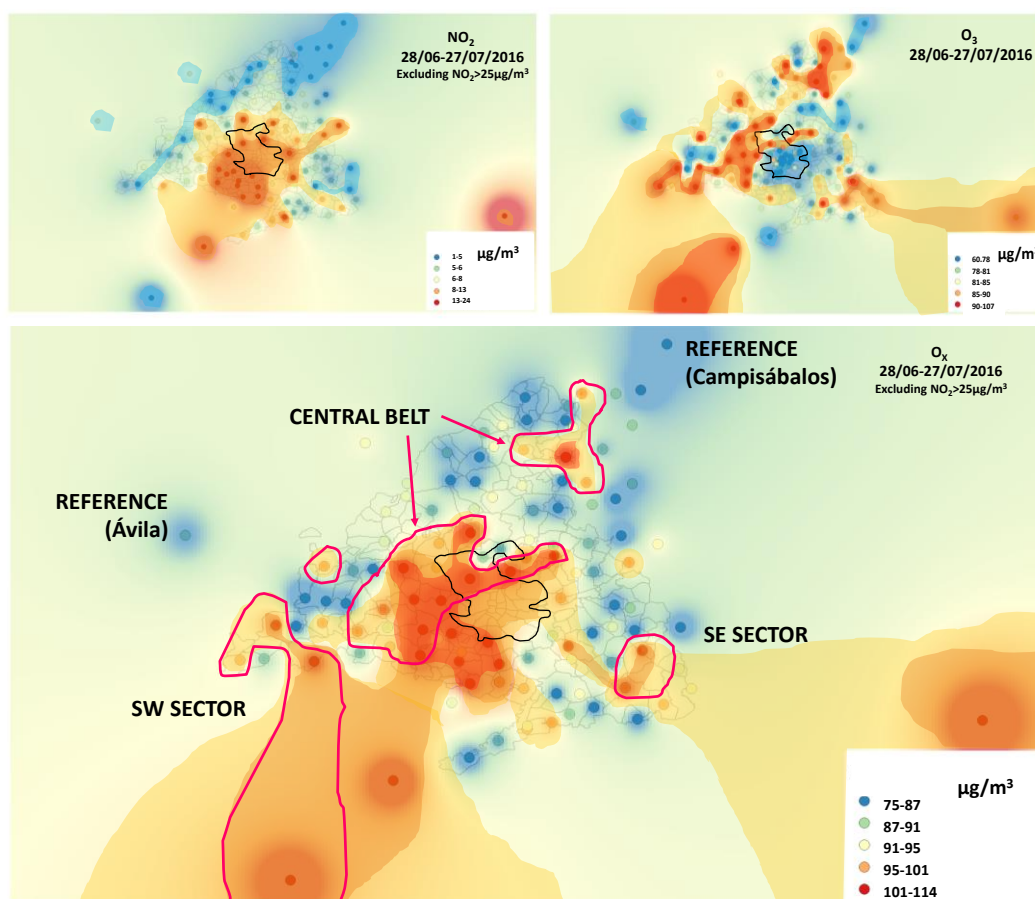 NO₂
28/06-27/07/2016
Excluding NO₂>25µg/m³
µg/m³
1-5
5-6
6-8
8-13
13-24
O₃
28/06-27/07/2016
µg/m³
60.78
78-81
81-85
85-90
90-107
REFERENCE
(Campisábalos)
Oₓ
28/06-27/07/2016
Excluding NO₂>25µg/m³
CENTRAL BELT
REFERENCE
(Ávila)
SE SECTOR
SW SECTOR
µg/m³
75-87
87-91
91-95
95-101
101-114